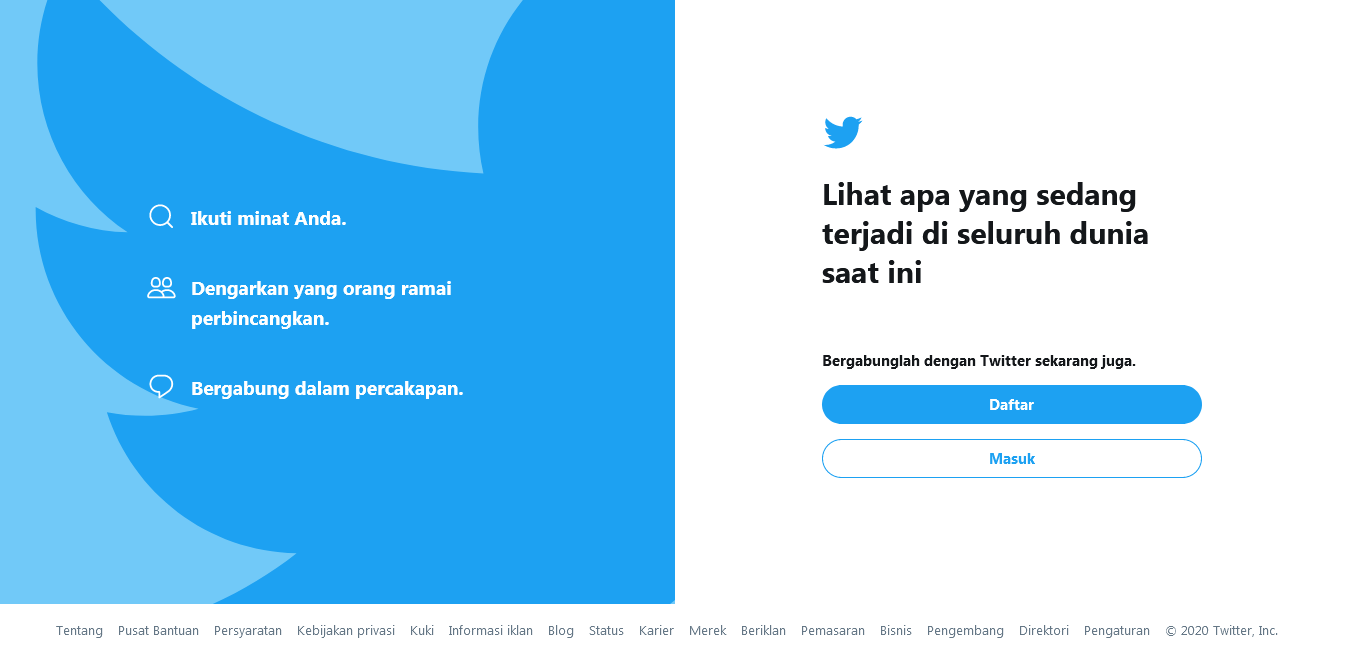 Ikuti minat Anda.
Dengarkan yang orang ramai
perbincangkan.
Bergabung dalam percakapan.
Lihat apa yang sedang
terjadi di seluruh dunia
saat ini
Bergabunglah dengan Twitter sekarang juga.
Daftar
Masuk
Tentang Pusat Bantuan Persyaratan Kebijakan privasi Kuki Informasi iklan Blog Status Karier Merek Beriklan Pemasaran Bisnis Pengembang Direktori Pengaturan © 2020 Twitter, Inc.